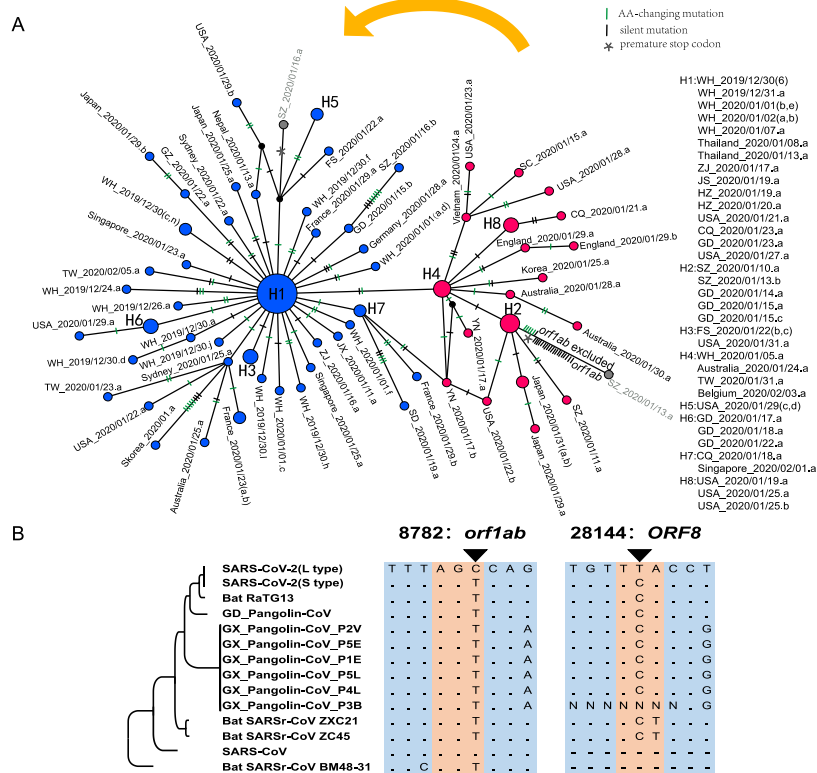 A
AA-changing mutation
silent mutation
premature stop codon
USA_2020/01/29.b
SZ_2020/01/16.a
H5
Japan_2020/01/29.b
GZ_2020/01/22.a
Sydney_2020/01/22.a
Japan_2020/01/25.a
Nepal_2020/01/13.a
FS_2020/01/22.a
WH_2019/12/30.f
France_2020/01/29.a
SZ_2020/01/16.b
GD_2020/01/15.b
Germany_2020/01/28.a
WH_2020/01/01(a,d)
WH_2019/12/30(c,n)
Singapore_2020/01/23.a
TW_2020/02/05.a
WH_2019/12/24.a
WH_2019/12/26.a
H6
USA_2020/01/29.a
WH_2019/12/30.a
WH_2019/12/30.d
WH_2019/12/30.j
Sydney_2020/01/25.a
TW_2020/01/23.a
H1
H3
H7
USA_2020/01/22.a
Skorea_2020/01.a
Australia_2020/01/25.a
France_2020/01/23(a,b)
WH_2019/12/30.l
WH_2020/01/01.c
WH_2019/12/30.h
Singapore_2020/01/25.a
ZJ_2020/01/16.a
JX_2020/01/11.a
WH_2020/01/01.f
SD_2020/01/19.a
France_2020/01/29.b
YN_2020/01/17.b
YN_2020/01/17.a
USA_2020/01/22.b
Vietnam_2020/01/24.a
USA_2020/01/23.a
SC_2020/01/15.a
USA_2020/01/28.a
H8
CQ_2020/01/21.a
England_2020/01/29.a
England_2020/01/29.b
H4
Korea_2020/01/25.a
Australia_2020/01/28.a
H2
orf1ab excluded
orf1ab
Australia_2020/01/30.a
SZ_2020/01/13.a
Japan_2020/01/31(a,b)
Japan_2020/01/29.a
SZ_2020/01/11.a
H1:WH_2019/12/30(6)
WH_2019/12/31.a
WH_2020/01/01(b,e)
WH_2020/01/02(a,b)
WH_2020/01/07.a
Thailand_2020/01/08.a
Thailand_2020/01/13.a
ZJ_2020/01/17.a
JS_2020/01/19.a
HZ_2020/01/19.a
HZ_2020/01/20.a
USA_2020/01/21.a
CQ_2020/01/23.a
GD_2020/01/23.a
USA_2020/01/27.a
H2:SZ_2020/01/10.a
SZ_2020/01/13.b
GD_2020/01/14.a
GD_2020/01/15.a
GD_2020/01/15.c
H3:FS_2020/01/22(b,c)
USA_2020/01/31.a
H4:WH_2020/01/05.a
Australia_2020/01/24.a
TW_2020/01/31.a
Belgium_2020/02/03.a
H5:USA_2020/01/29(c,d)
H6:GD_2020/01/17.a
GD_2020/01/18.a
GD_2020/01/22.a
H7:CQ_2020/01/18.a
Singapore_2020/02/01.a
H8:USA_2020/01/19.a
USA_2020/01/25.a
USA_2020/01/25.b
B
8782: orf1ab 28144: ORF8
SARS-CoV-2(L type) T T T A G C C A G T G T T T A C C T
SARS-CoV-2(S type) . . . . . T . . . . . . . C . . . .
Bat RaTG13 . . . . . T . . . . . . . C . . . .
GD_Pangolin-CoV . . . . . T . . . . . . . C . . . .
GX_Pangolin-CoV_P2V . . . . . T . . A . . . . C . . . G
GX_Pangolin-CoV_P5E . . . . . T . . A . . . . C . . . G
GX_Pangolin-CoV_P1E . . . . . T . . A . . . . C . . . G
GX_Pangolin-CoV_P5L . . . . . T . . A . . . . C . . . G
GX_Pangolin-CoV_P4L . . . . . T . . A . . . . C . . . G
GX_Pangolin-CoV_P3B . . . . . T . . A N N N N N N N . G
Bat SARSr-CoV ZXC21 . . . . . T . . . . . . . C T . . .
Bat SARSr-CoV ZC45 . . . . . T . . . . . . . C T . . .
SARS-CoV . . . . . . . . . . . . . . . . . .
Bat SARSr-CoV BM48-31 . . C . . T . . . . . . . . . . . .